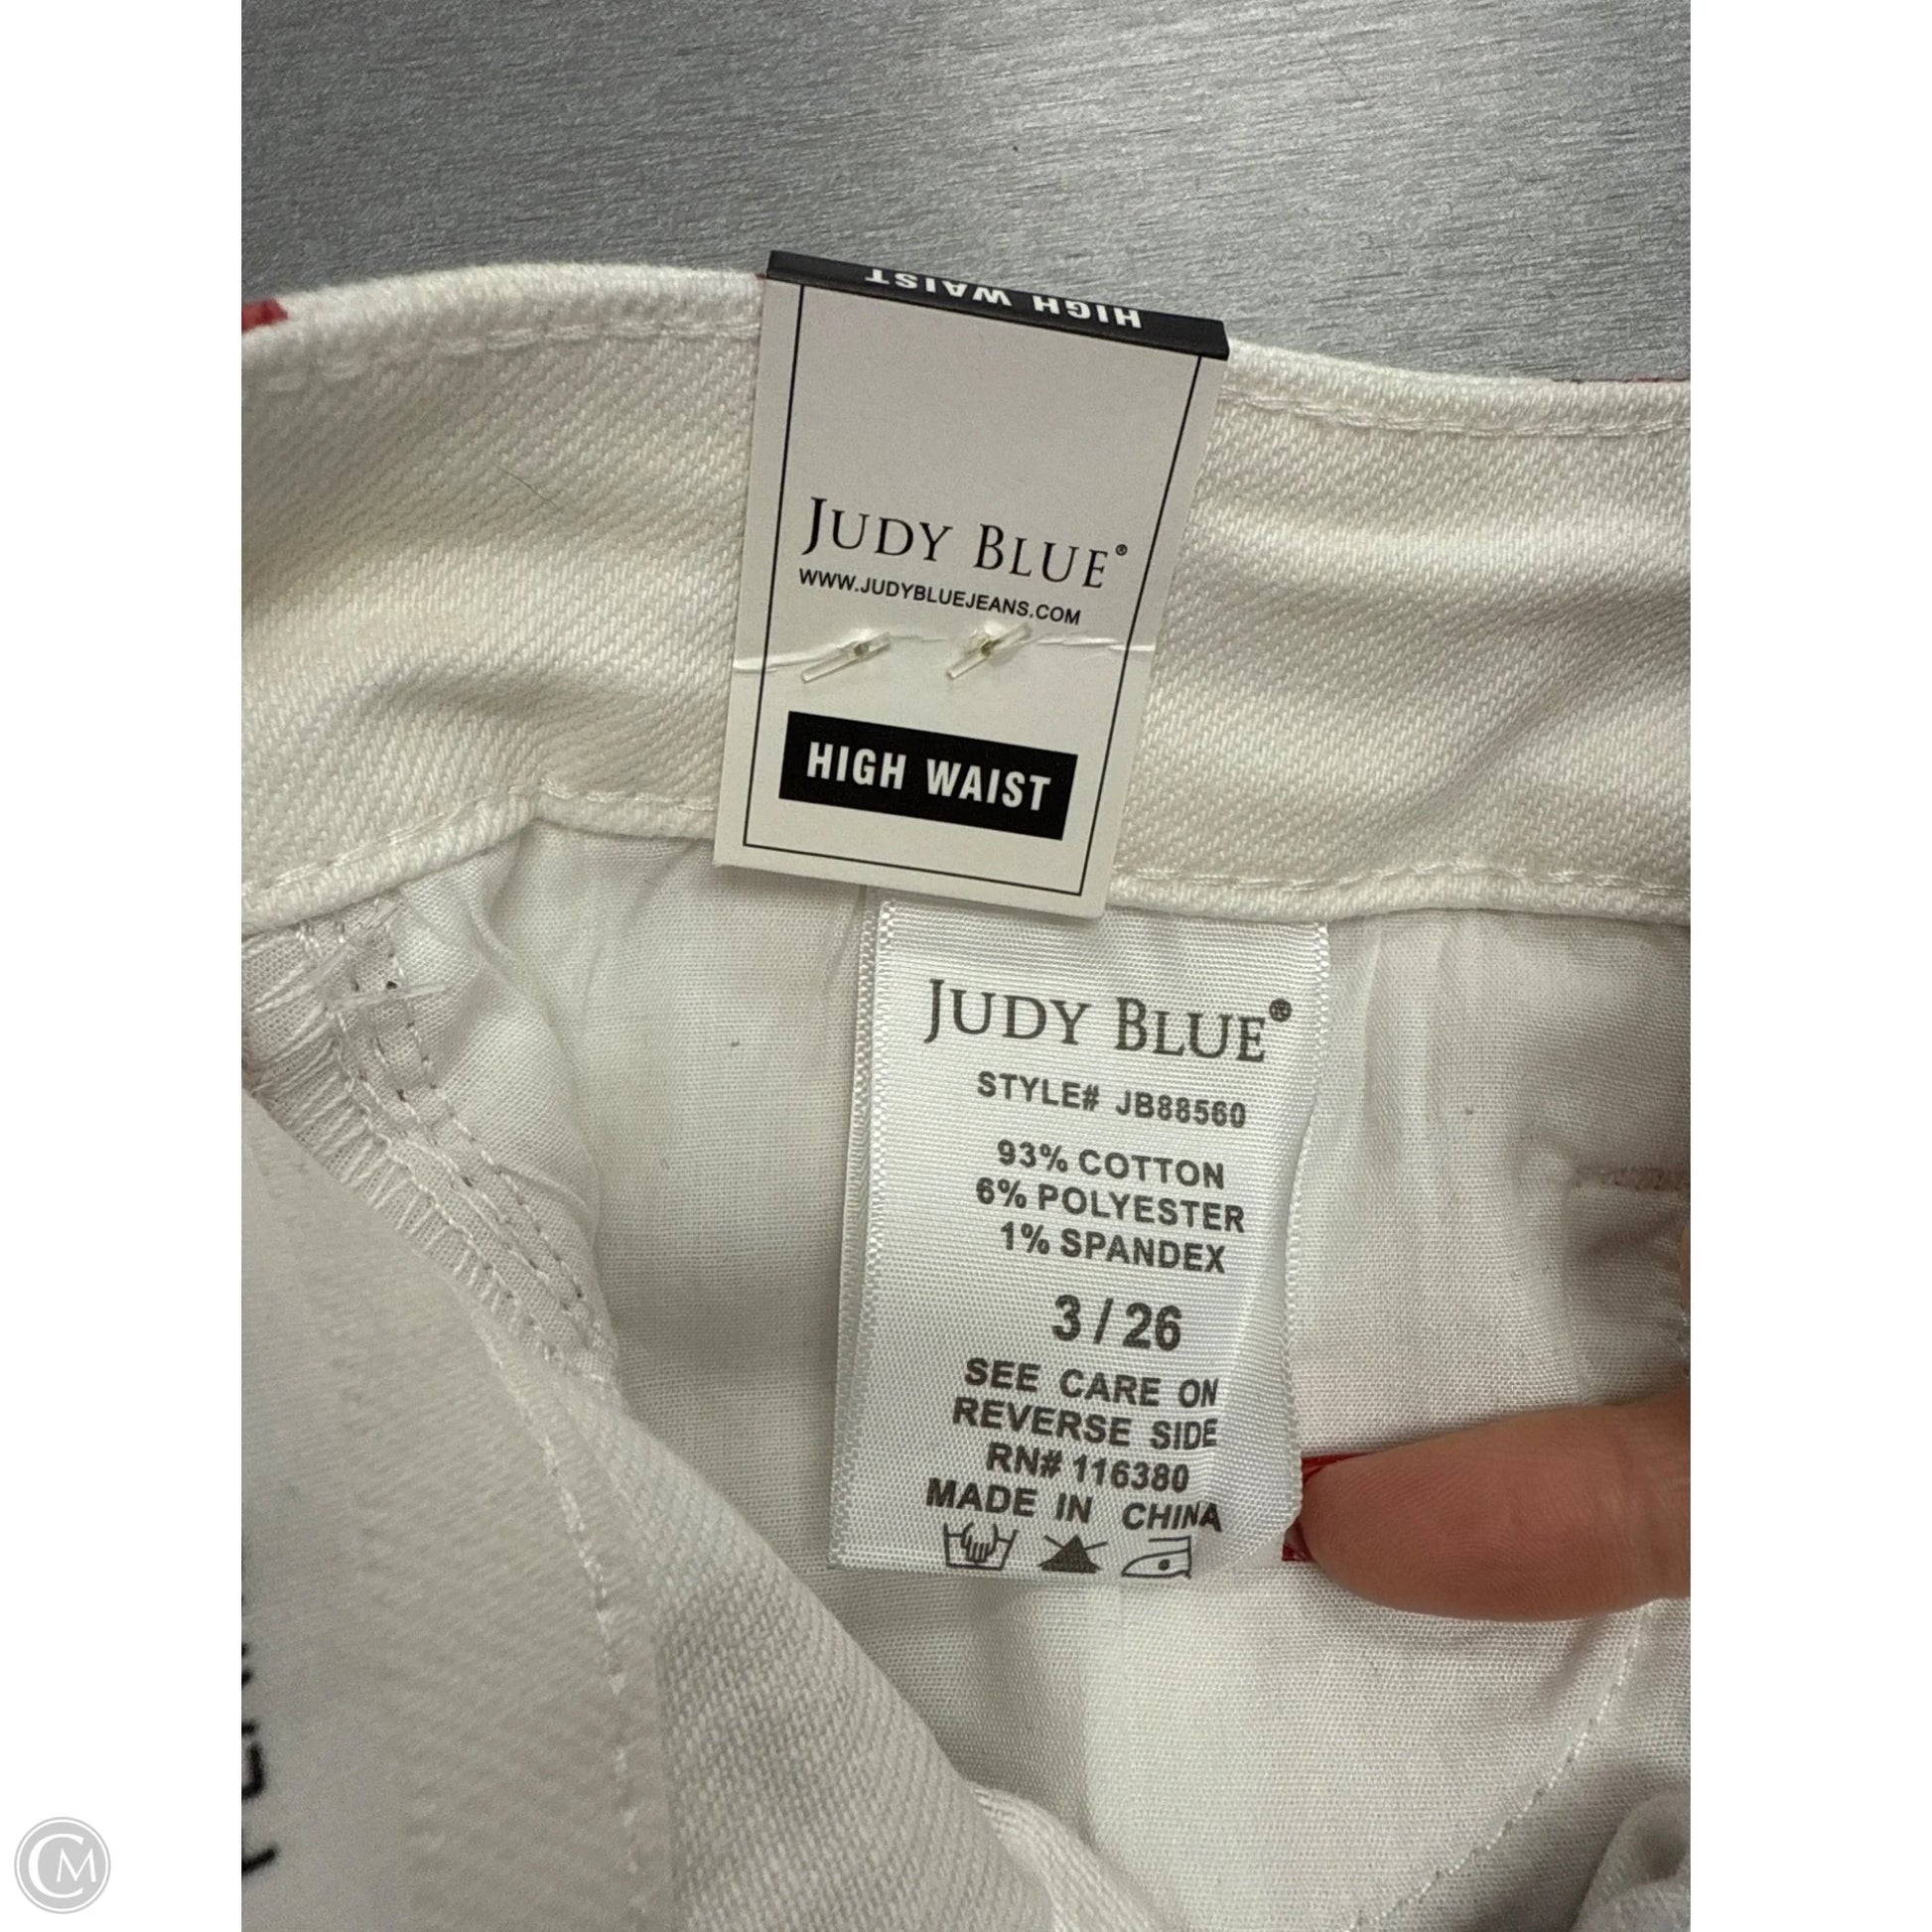 HIGH WAIST
JUDY BLUE®
WWW.JUDYBLUEJEANS.COM
HIGH WAIST
JUDY BLUE®
STYLE# JB88560
93% COTTON
6% POLYESTER
1% SPANDEX
3 / 26
SEE CARE ON
REVERSE SIDE
RN# 116380
MADE IN CHINA
CM